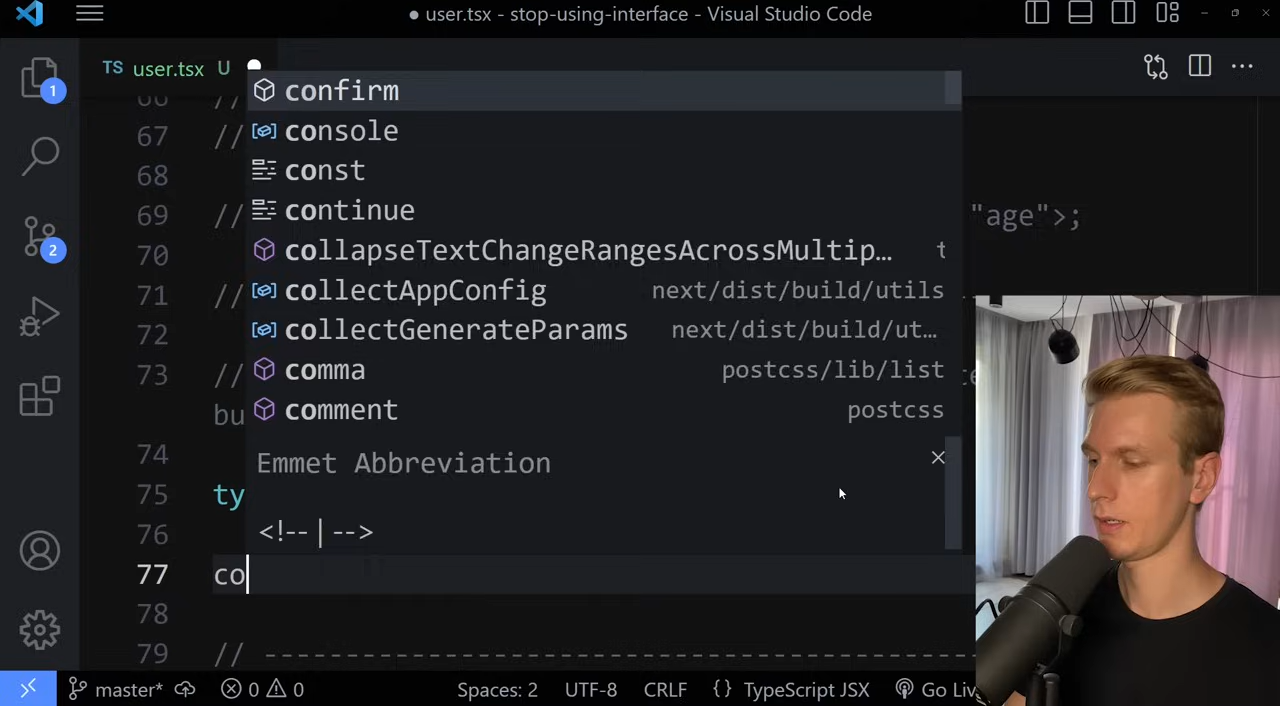 ● user.tsx - stop-using-interface - Visual Studio Code
TS user.tsx U
1
2
confirm
console
const
continue
collapseTextChangeRangesAcrossMultip... t
collectAppConfig next/dist/build/utils
collectGenerateParams next/dist/build/ut...
comma postcss/lib/list
comment postcss
Emmet Abbreviation
<!-- | -->
66 //
67 //
68
69 // "age">;
70
71 //
72
73 //
bu
74
75 ty
76
77 co
78
79 // ------------------------------------------
master* 0 0 Spaces: 2 UTF-8 CRLF {} TypeScript JSX Go Liv